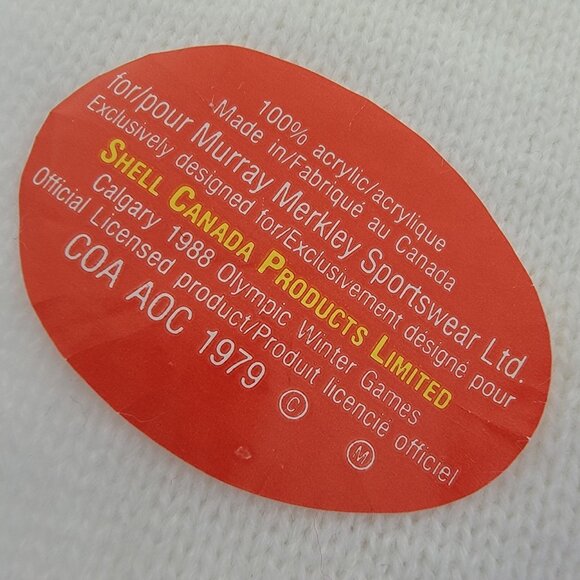 100% acrylic/acrylique
Made in/Fabriqué au Canada
for/pour Murray Merkley Sportswear Ltd.
Exclusively designed for/Exclusivement désigné pour
SHELL CANADA PRODUCTS LIMITED
Calgary 1988 Olympic Winter Games
Official Licensed product/Produit licencié officiel
COA AOC 1979 © Ⓜ